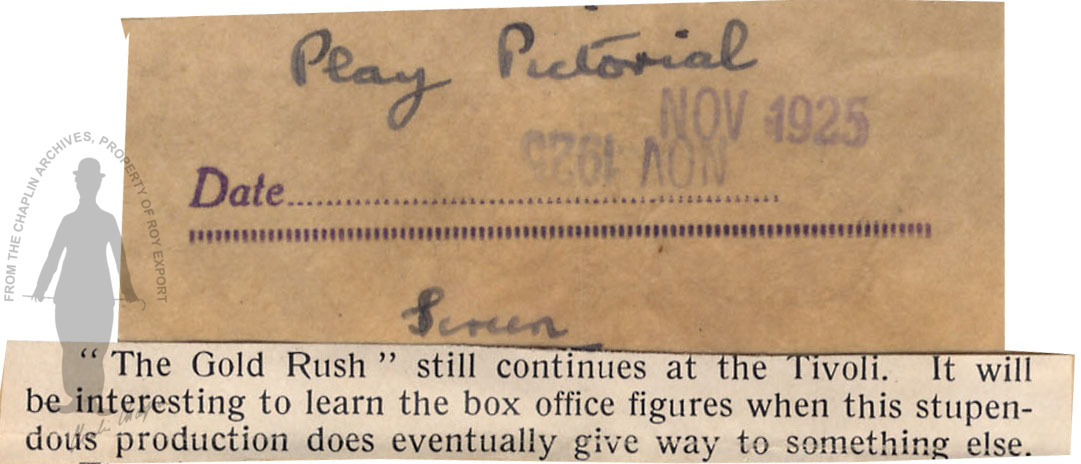 Play Pictorial
NOV 1925
NOV 1925
Date
Screen
FROM THE CHAPLIN ARCHIVES, PROPERTY OF ROY EXPORT
“ The Gold Rush ” still continues at the Tivoli. It will
be interesting to learn the box office figures when this stupen-
dous production does eventually give way to something else.